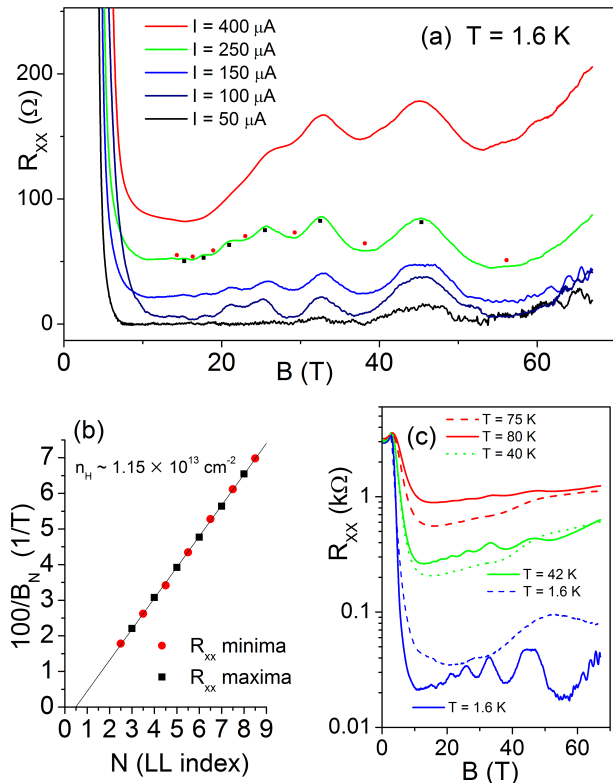 I = 400 μA
I = 250 μA
I = 150 μA
I = 100 μA
I = 50 μA
(a) T = 1.6 K
R_XX (Ω)
200
100
0
0 20 40 60
B (T)
(b)
n_H ~ 1.15 × 10^13 cm^-2
100/B_N (1/T)
7
6
5
4
3
2
1
0
R_xx minima
R_xx maxima
0 1 2 3 4 5 6 7 8 9
N (LL index)
(c)
T = 75 K
T = 80 K
T = 40 K
R_XX (kΩ)
1
0.1
0.01
T = 42 K
T = 1.6 K
T = 1.6 K
0 20 40 60
B (T)